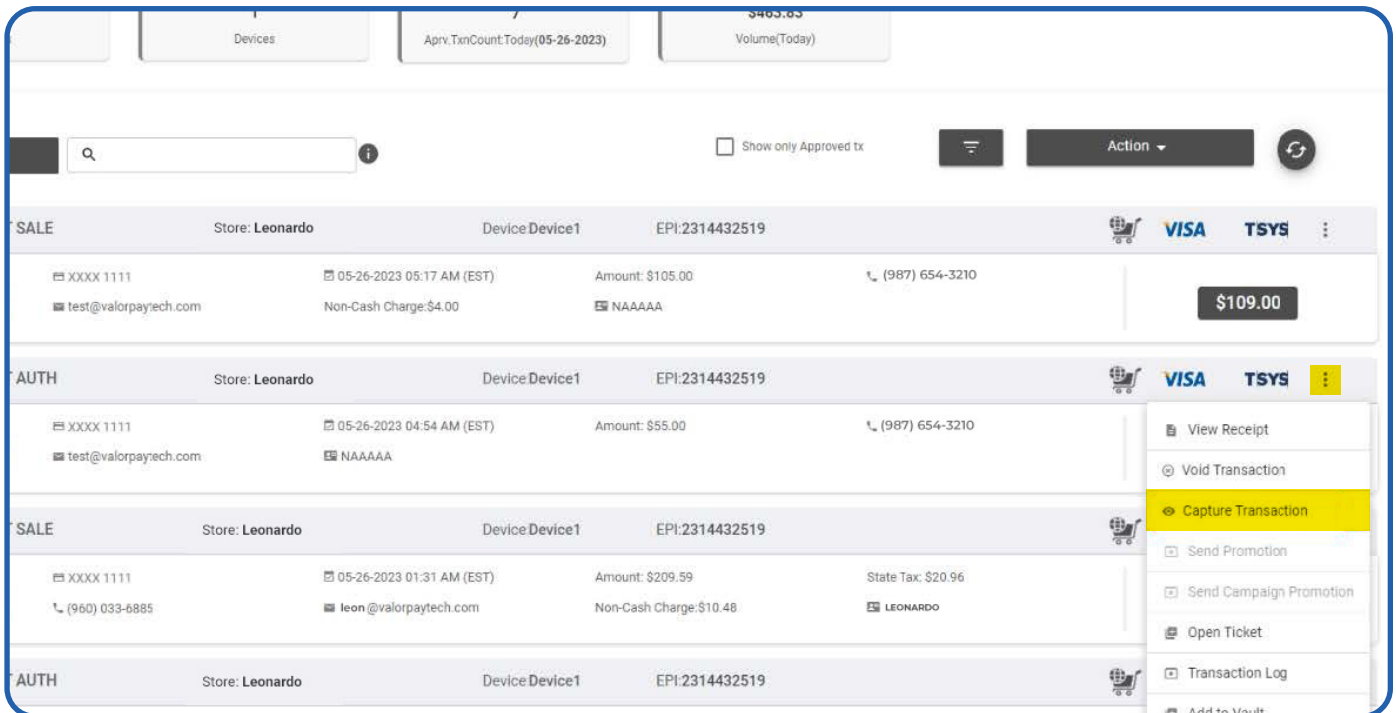 1 7 $463.83
Devices Aprv.TxnCount:Today(05-26-2023) Volume(Today)
Show only Approved tx Action
SALE Store: Leonardo Device:Device1 EPI:2314432519 VISA TSYS
XXXX 1111 05-26-2023 05:17 AM (EST) Amount: $105.00 (987) 654-3210
test@valorpaytech.com Non-Cash Charge:$4.00 NAAAAA $109.00
AUTH Store: Leonardo Device:Device1 EPI:2314432519 VISA TSYS
XXXX 1111 05-26-2023 04:54 AM (EST) Amount: $55.00 (987) 654-3210 View Receipt
test@valorpaytech.com NAAAAA Void Transaction
Capture Transaction
SALE Store: Leonardo Device:Device1 EPI:2314432519
Send Promotion
XXXX 1111 05-26-2023 01:31 AM (EST) Amount: $209.59 State Tax: $20.96
Send Campaign Promotion
(960) 033-6885 leon@valorpaytech.com Non-Cash Charge:$10.48 LEONARDO
Open Ticket
AUTH Store: Leonardo Device:Device1 EPI:2314432519 Transaction Log
Add to Vault